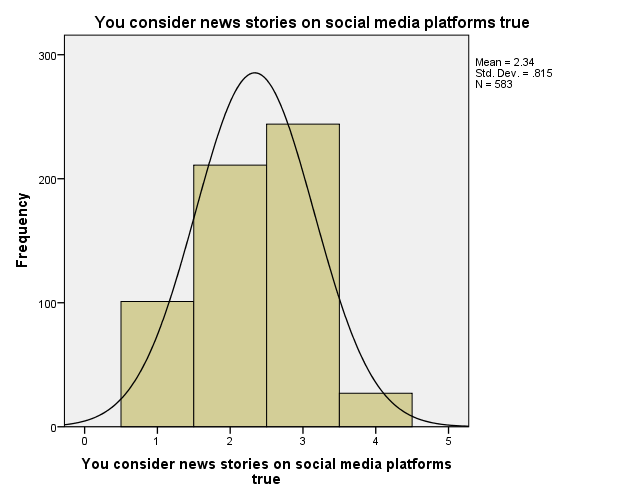 You consider news stories on social media platforms true
Mean = 2.34
Std. Dev. = .815
N = 583
300
200
100
0
Frequency
0 1 2 3 4 5
You consider news stories on social media platforms
true